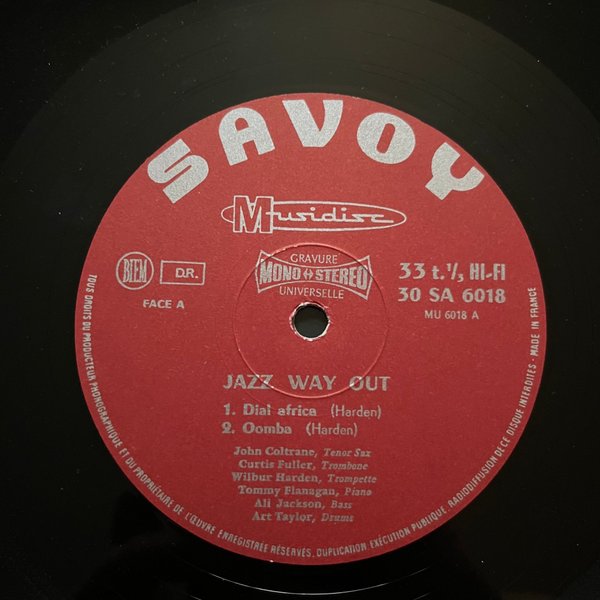 SAVOY
Musidisc
GRAVURE
MONO ↔ STEREO
UNIVERSELLE
BIEM
D.R.
FACE A
33 t. 1/3 HI-FI
30 SA 6018
MU 6018 A
JAZZ WAY OUT
1. Dial africa (Harden)
2. Oomba (Harden)
John Coltrane, Tenor Sax
Curtis Fuller, Trombone
Wilbur Harden, Trompette
Tommy Flanagan, Piano
Ali Jackson, Bass
Art Taylor, Drums
TOUS DROITS DU PRODUCTEUR PHONOGRAPHIQUE ET DU PROPRIÉTAIRE DE L'ŒUVRE ENREGISTRÉE RÉSERVÉS, DUPLICATION EXÉCUTION PUBLIQUE RADIODIFFUSION DE CE DISQUE INTERDITES - MADE IN FRANCE